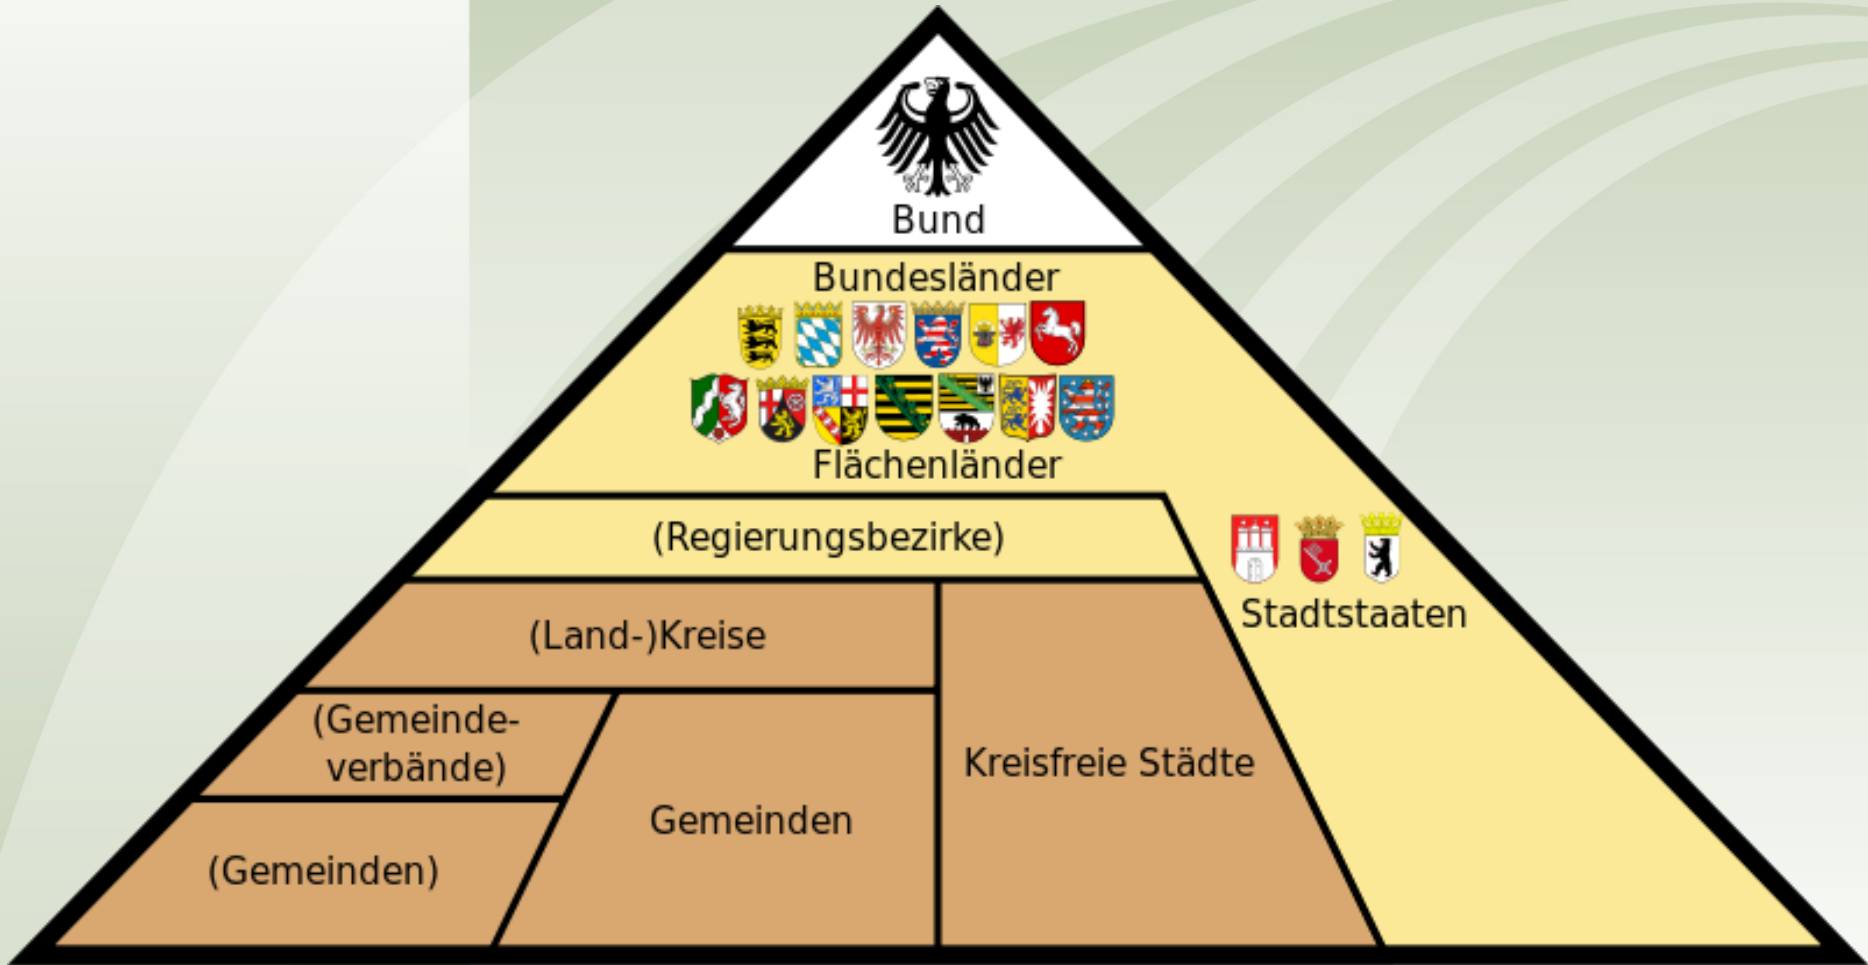 Bund
Bundesländer
Flächenländer
(Regierungsbezirke)
Stadtstaaten
(Land-)Kreise
(Gemeinde-
verbände)
Kreisfreie Städte
Gemeinden
(Gemeinden)